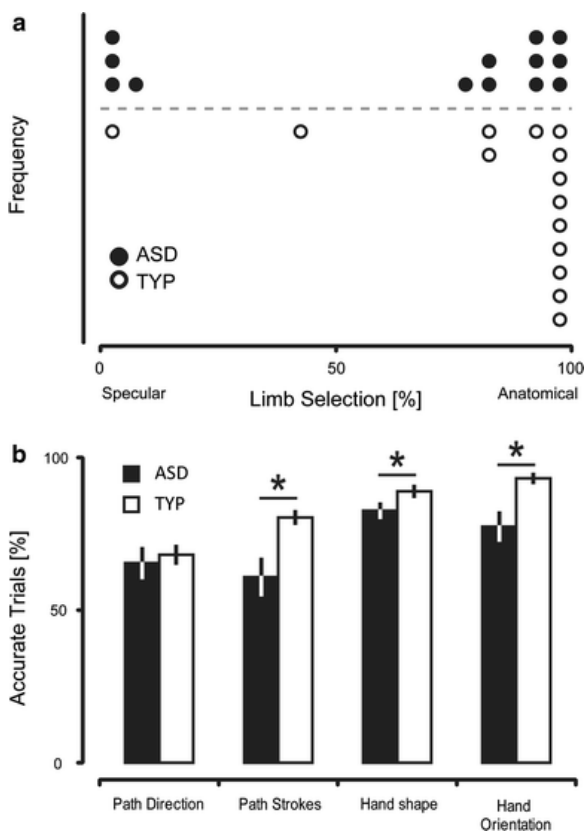 a
Frequency
ASD
TYP
0
50
100
Specular
Limb Selection [%]
Anatomical
b
100
ASD
TYP
*
*
*
Accurate Trials [%]
50
0
Path Direction
Path Strokes
Hand shape
Hand
Orientation